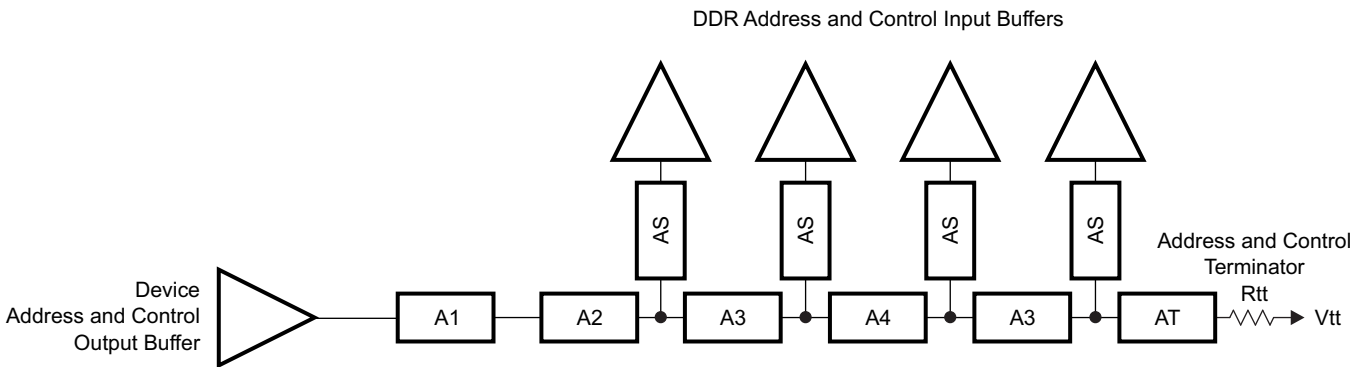 DDR Address and Control Input Buffers
AS
AS
AS
AS
Address and Control
Terminator
Rtt
Vtt
Device
Address and Control
Output Buffer
A1
A2
A3
A4
A3
AT